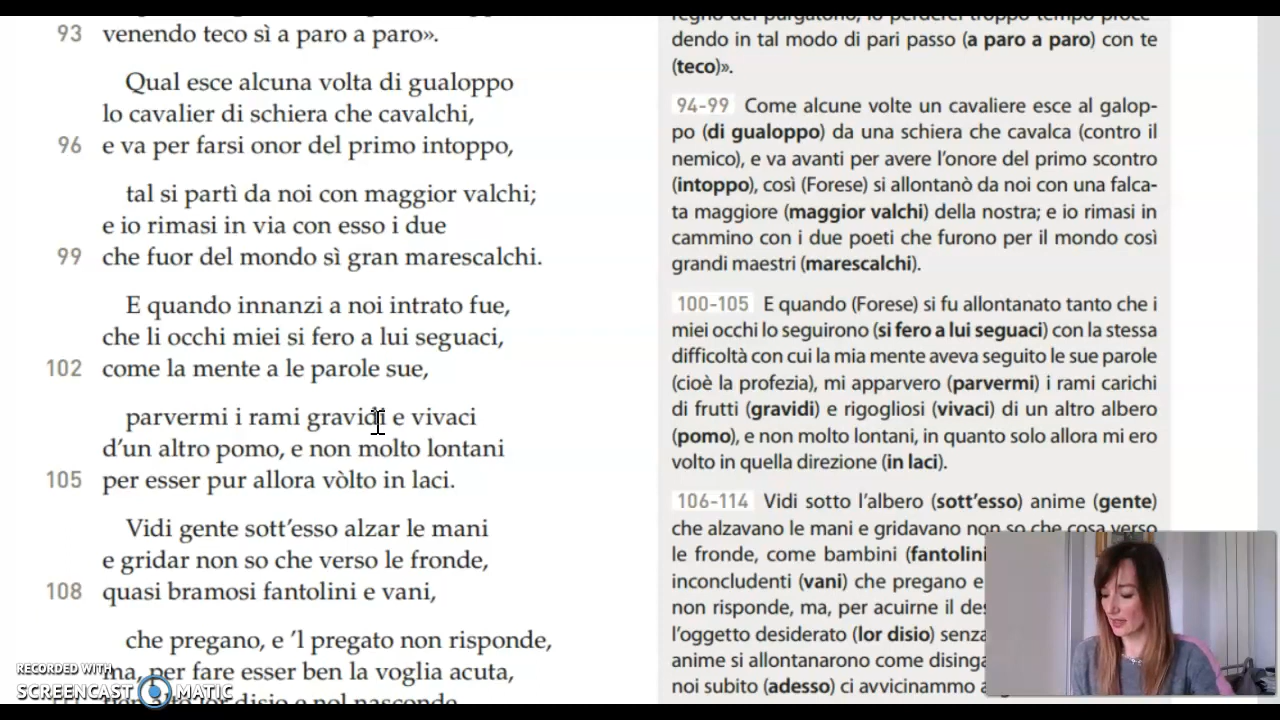 93 venendo teco sì a paro a paro».
Qual esce alcuna volta di gualoppo
lo cavalier di schiera che cavalchi,
96 e va per farsi onor del primo intoppo,
tal si partì da noi con maggior valchi;
e io rimasi in via con esso i due
99 che fuor del mondo sì gran marescalchi.
E quando innanzi a noi intrato fue,
che li occhi miei si fero a lui seguaci,
102 come la mente a le parole sue,
parvermi i rami gravidi e vivaci
d’un altro pomo, e non molto lontani
105 per esser pur allora vòlto in laci.
Vidi gente sott’esso alzar le mani
e gridar non so che verso le fronde,
108 quasi bramosi fantolini e vani,
che pregano, e ’l pregato non risponde,
ma, per fare esser ben la voglia acuta,
lor disio e nol nasconde
regno del purgatorio, io perderei troppo tempo proce-
dendo in tal modo di pari passo (a paro a paro) con te
(teco)».
94-99 Come alcune volte un cavaliere esce al galop-
po (di gualoppo) da una schiera che cavalca (contro il
nemico), e va avanti per avere l’onore del primo scontro
(intoppo), così (Forese) si allontanò da noi con una falca-
ta maggiore (maggior valchi) della nostra; e io rimasi in
cammino con i due poeti che furono per il mondo così
grandi maestri (marescalchi).
100-105 E quando (Forese) si fu allontanato tanto che i
miei occhi lo seguirono (si fero a lui seguaci) con la stessa
difficoltà con cui la mia mente aveva seguito le sue parole
(cioè la profezia), mi apparvero (parvermi) i rami carichi
di frutti (gravidi) e rigogliosi (vivaci) di un altro albero
(pomo), e non molto lontani, in quanto solo allora mi ero
volto in quella direzione (in laci).
106-114 Vidi sotto l’albero (sott’esso) anime (gente)
che alzavano le mani e gridavano non so che cosa verso
le fronde, come bambini (fantolini
inconcludenti (vani) che pregano e
non risponde, ma, per acuirne il des
l’oggetto desiderato (lor disio) senza
anime si allontanarono come disinga
noi subito (adesso) ci avvicinammo
RECORDED WITH
SCREENCAST MATIC